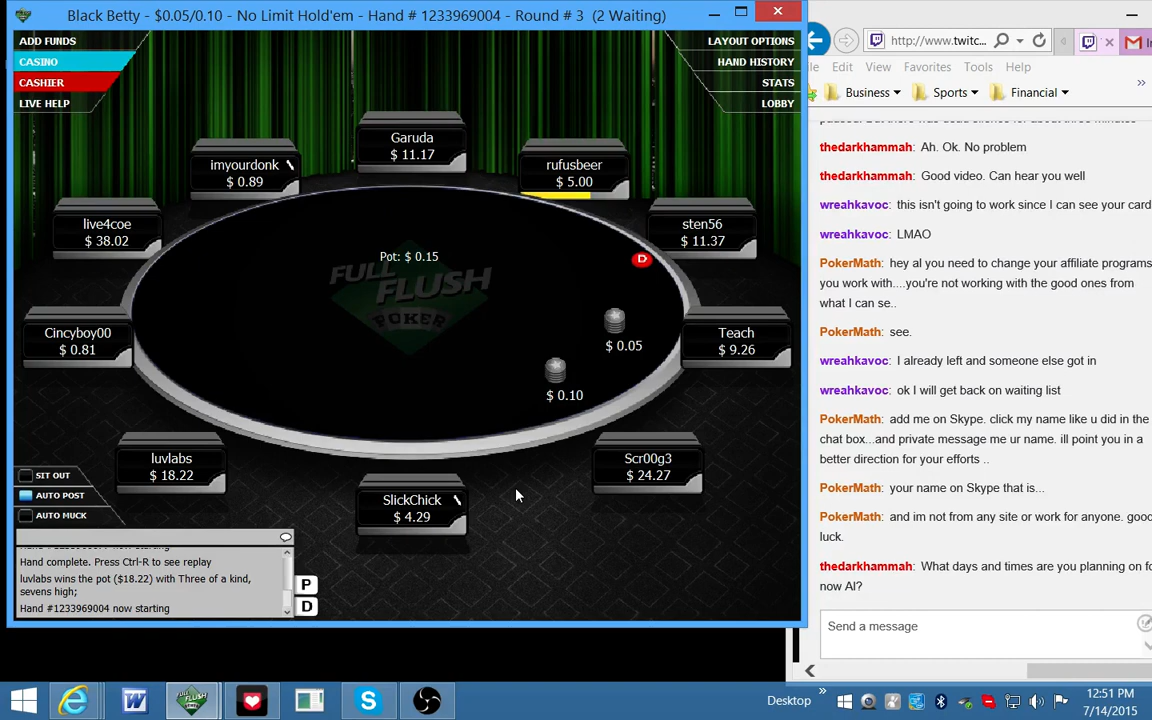 Black Betty - $0.05/0.10 - No Limit Hold'em - Hand # 1233969004 - Round # 3 (2 Waiting)
ADD FUNDS
CASINO
CASHIER
LIVE HELP
LAYOUT OPTIONS
HAND HISTORY
STATS
LOBBY
Garuda
$ 11.17
imyourdonk
$ 0.89
rufusbeer
$ 5.00
live4coe
$ 38.02
sten56
$ 11.37
Pot: $ 0.15
D
FULL
FLUSH
POKER
Cincyboy00
$ 0.81
Teach
$ 9.26
$ 0.05
$ 0.10
luvlabs
$ 18.22
Scr00g3
$ 24.27
SlickChick
$ 4.29
SIT OUT
AUTO POST
AUTO MUCK
Hand complete. Press Ctrl-R to see replay
luvlabs wins the pot ($18.22) with Three of a kind,
sevens high;
Hand #1233969004 now starting
P
D
http://www.twitc...
Edit View Favorites Tools Help
Business Sports Financial
thedarkhammah: Ah. Ok. No problem
thedarkhammah: Good video. Can hear you well
wreahkavoc: this isn't going to work since I can see your card
wreahkavoc: LMAO
PokerMath: hey al you need to change your affiliate programs
you work with....you're not working with the good ones from
what I can se..
PokerMath: see.
wreahkavoc: I already left and someone else got in
wreahkavoc: ok I will get back on waiting list
PokerMath: add me on Skype. click my name like u did in the
chat box...and private message me ur name. ill point you in a
better direction for your efforts ..
PokerMath: your name on Skype that is...
PokerMath: and im not from any site or work for anyone. good
luck.
thedarkhammah: What days and times are you planning on fo
now Al?
Send a message
Desktop
12:51 PM
7/14/2015